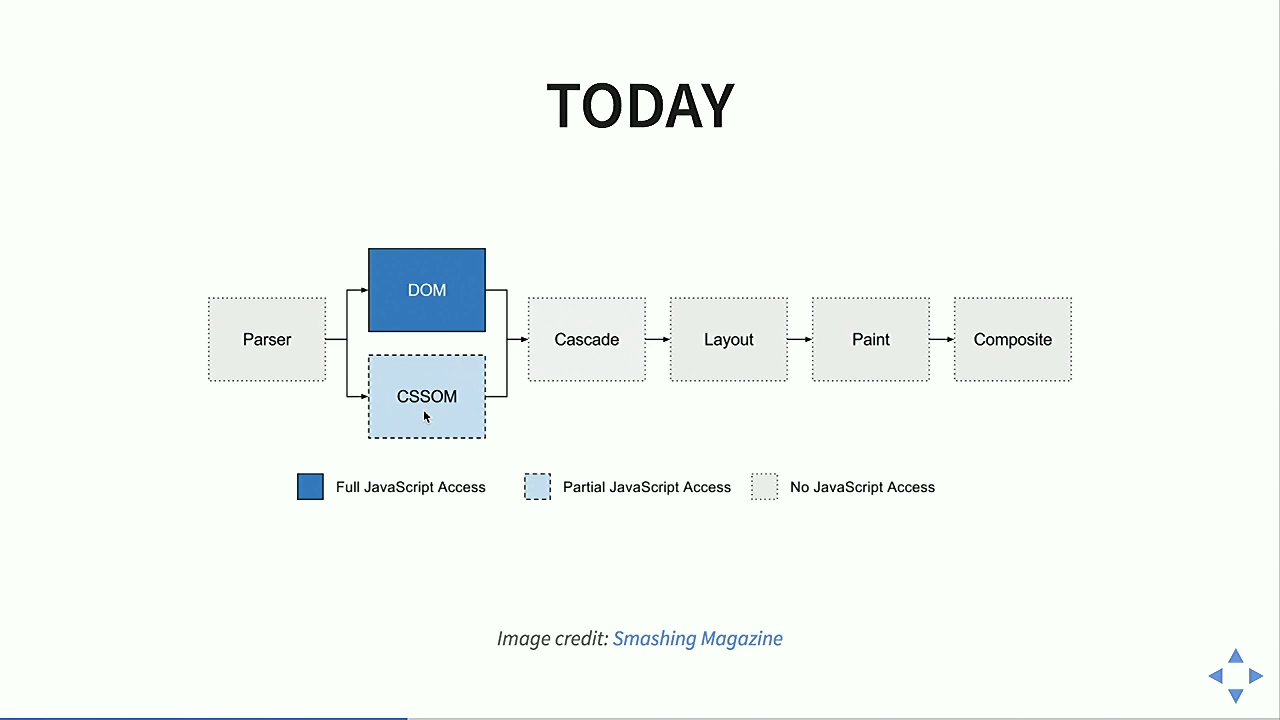 TODAY
DOM
Parser
Cascade
Layout
Paint
Composite
CSSOM
Full JavaScript Access
Partial JavaScript Access
No JavaScript Access
Image credit: Smashing Magazine